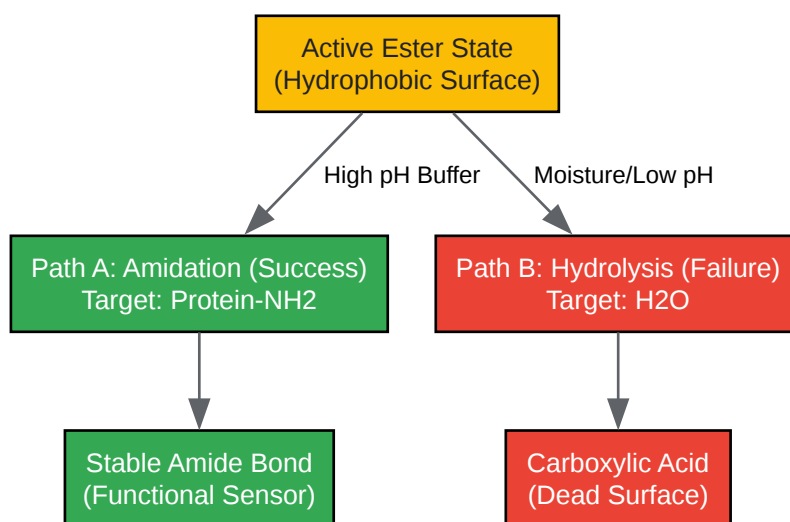 Active Ester State
(Hydrophobic Surface)
High pH Buffer
Moisture/Low pH
Path A: Amidation (Success)
Target: Protein-NH2
Path B: Hydrolysis (Failure)
Target: H2O
Stable Amide Bond
(Functional Sensor)
Carboxylic Acid
(Dead Surface)